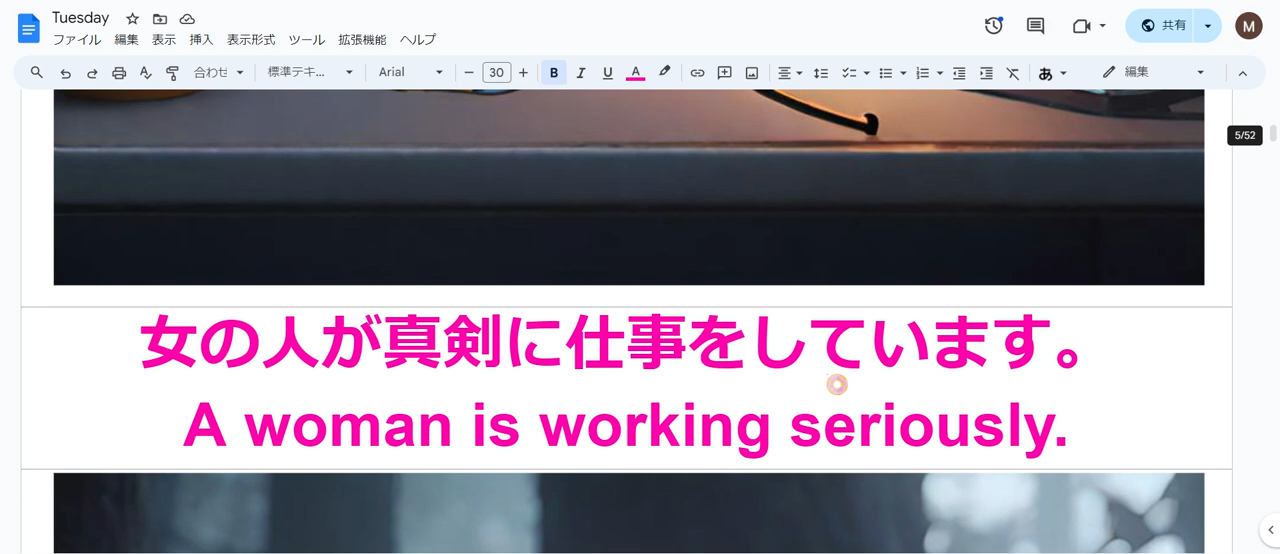 Tuesday
ファイル 編集 表示 挿入 表示形式 ツール 拡張機能 ヘルプ
共有
M
合わせ 標準テキ... Arial 30 B I U A あ 編集
5/52
女の人が真剣に仕事をしています。
A woman is working seriously.